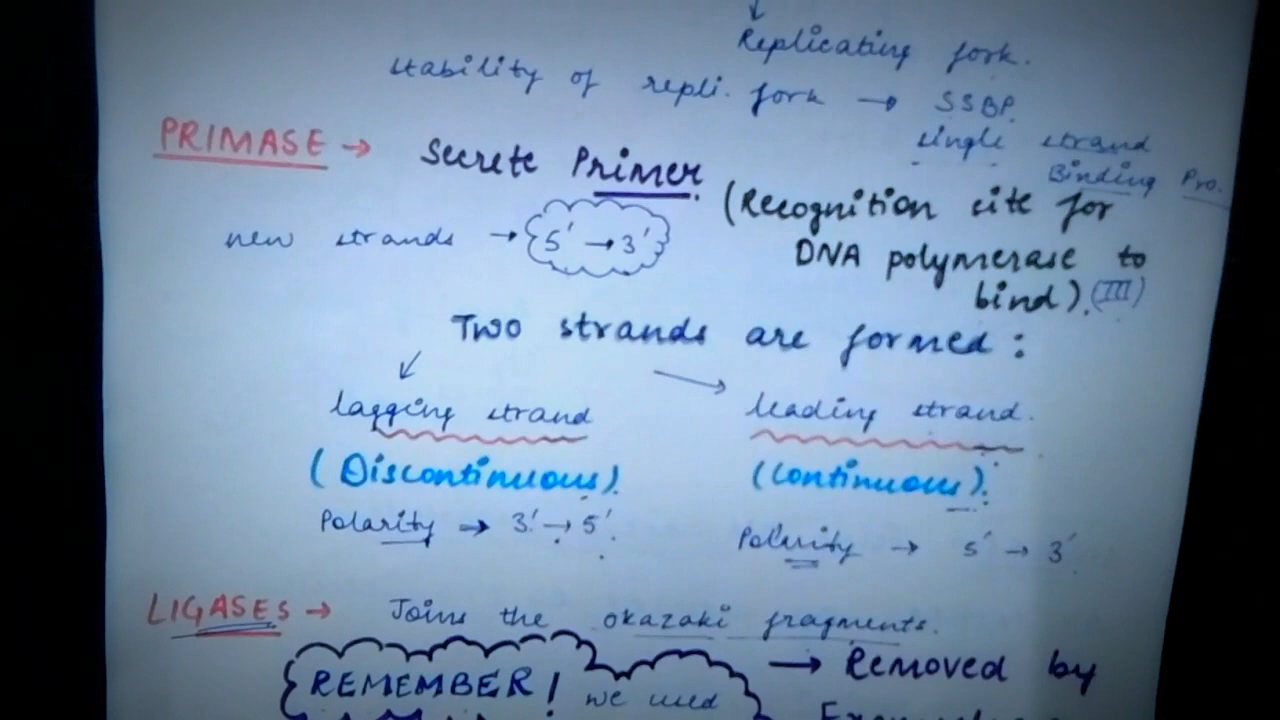 Replicating fork.
stability of repli. fork → SSBP.
single strand
Binding Pro.
PRIMASE → Secrete Primer.
(Recognition site for
DNA polymerase to
bind). (III)
new strands → 5' → 3'
Two strands are formed:
lagging strand
leading strand.
(Discontinuous).
(Continuous).
Polarity → 3' → 5'.
Polarity → 5' → 3'
LIGASES → Joins the okazaki fragments.
REMEMBER! we used
→ Removed by